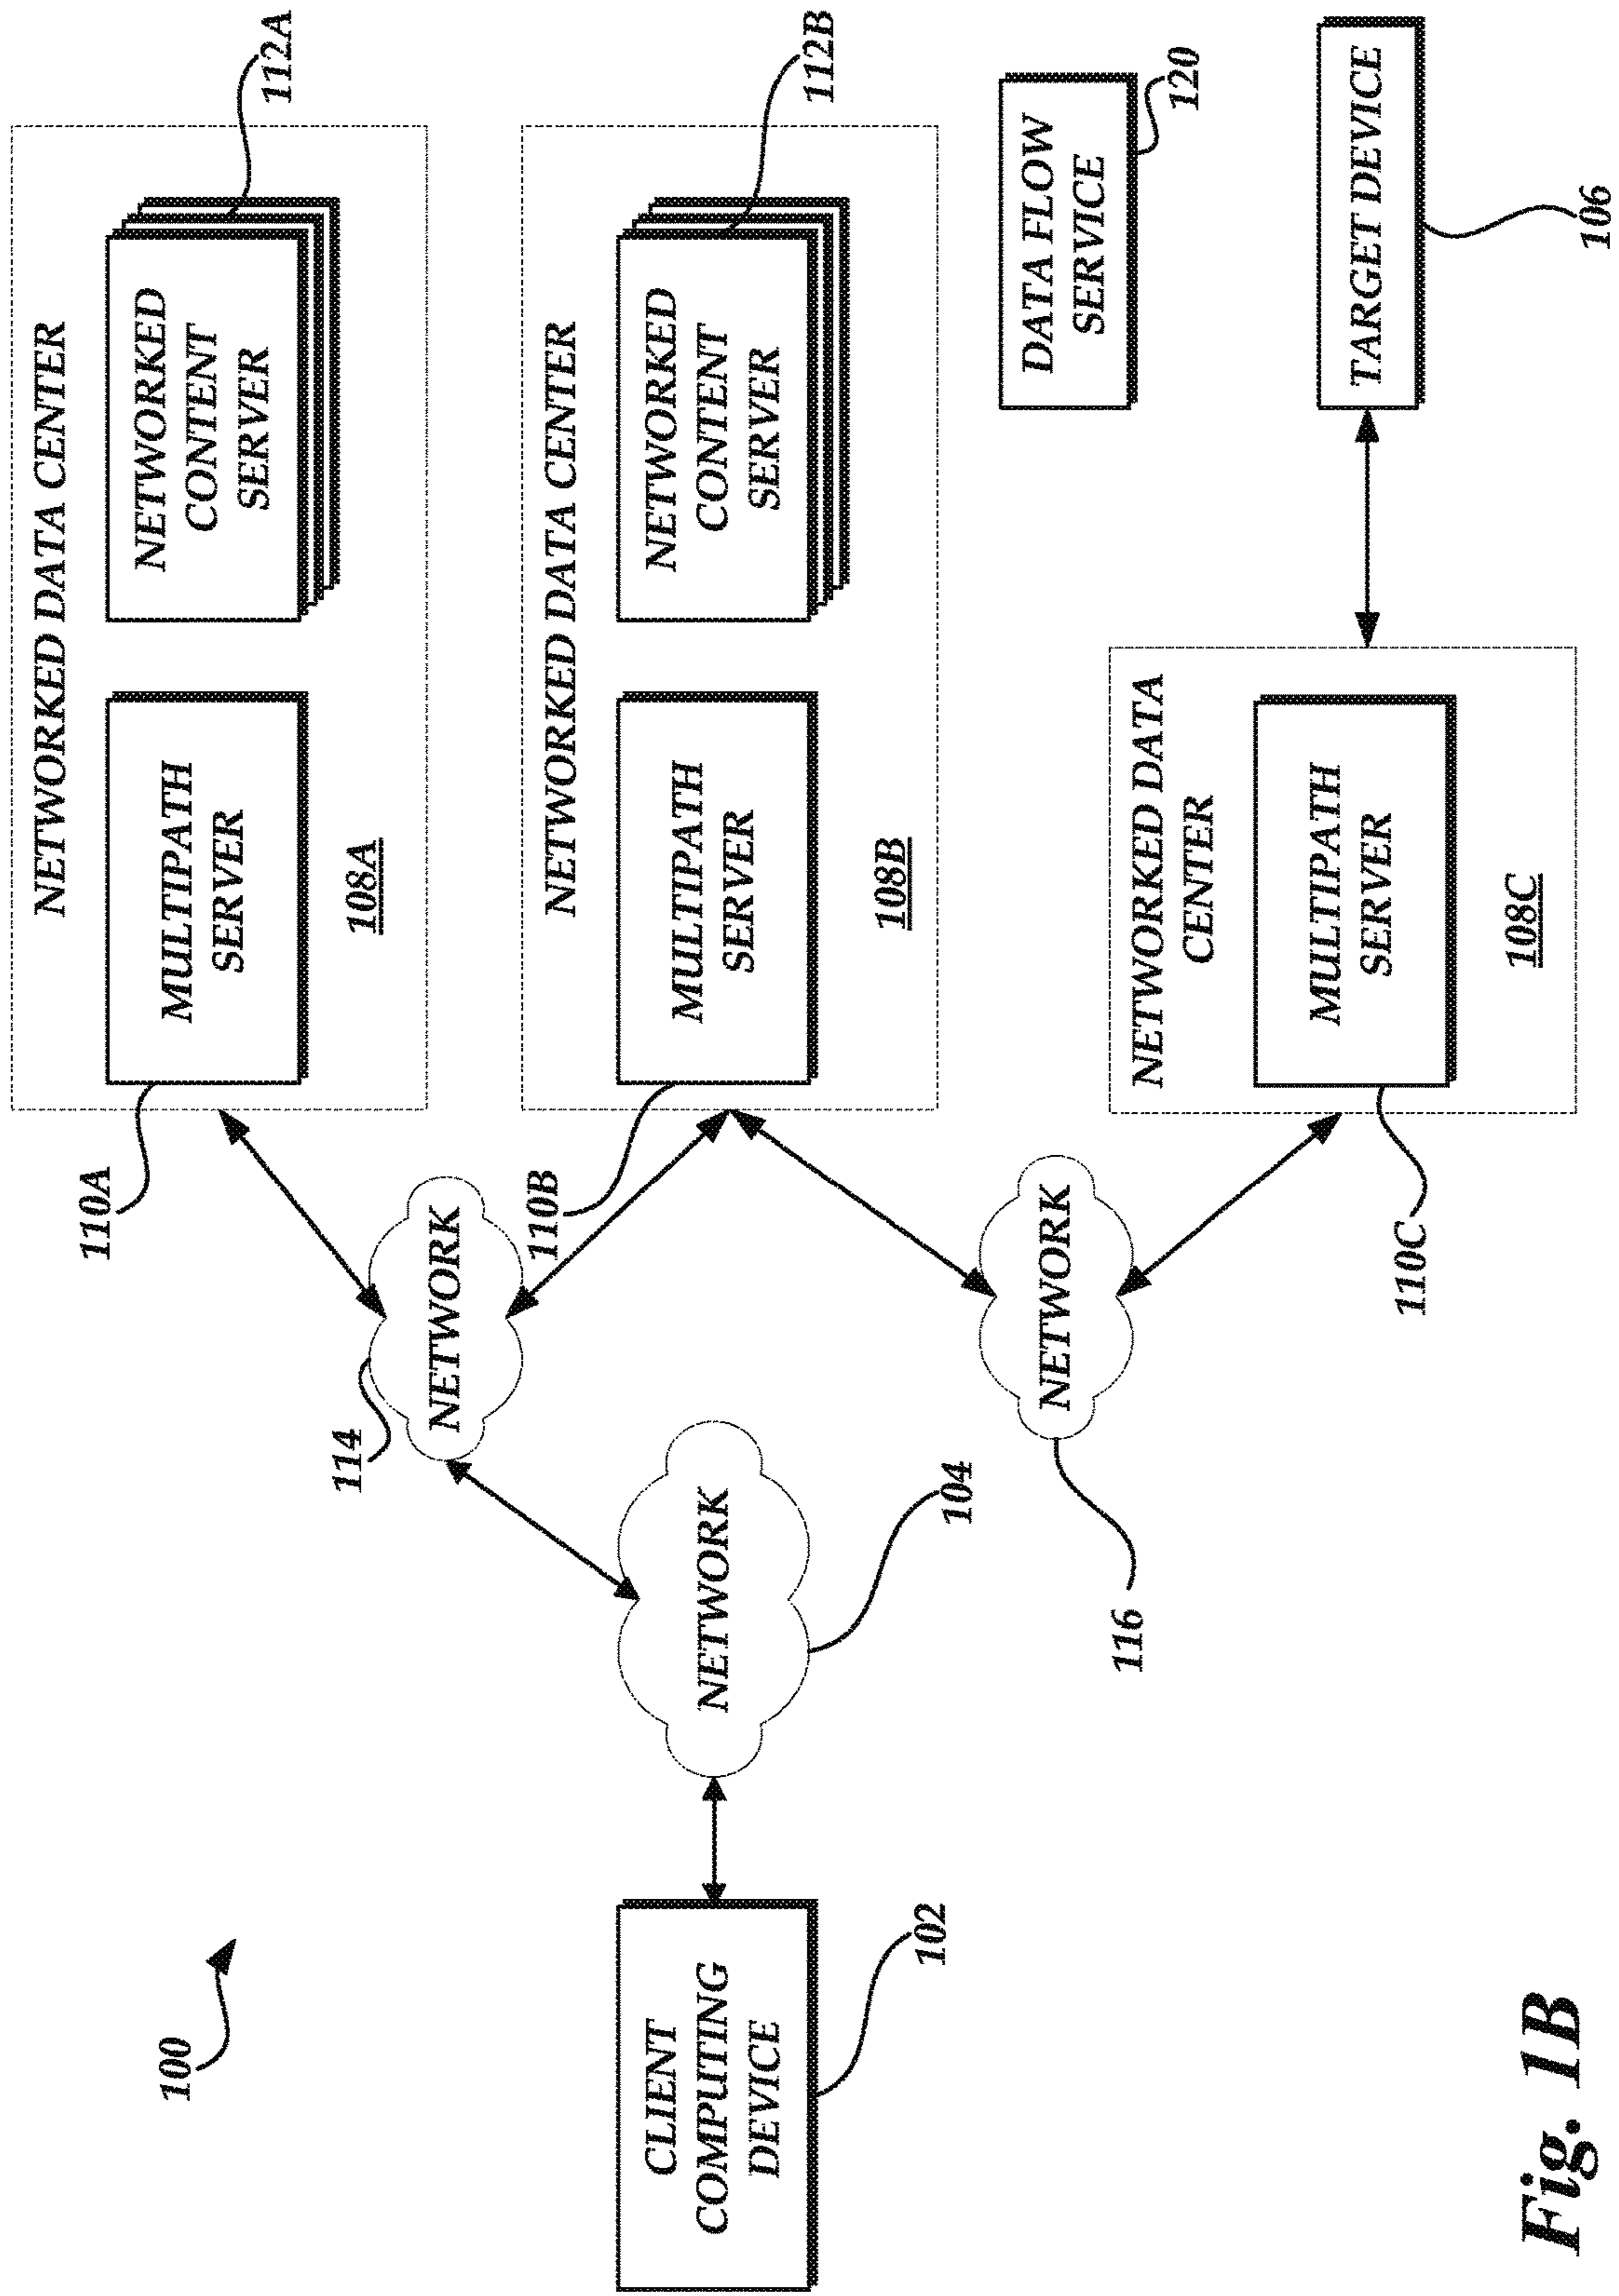 100
CLIENT
COMPUTING
DEVICE
102
NETWORK
104
114
NETWORK
NETWORK
116
110A
NETWORKED DATA CENTER
MULTIPATH
SERVER
108A
NETWORKED
CONTENT
SERVER
112A
110B
NETWORKED DATA CENTER
MULTIPATH
SERVER
108B
NETWORKED
CONTENT
SERVER
112B
110C
NETWORKED DATA
CENTER
MULTIPATH
SERVER
108C
DATA FLOW
SERVICE
120
TARGET DEVICE
106
Fig. 1B